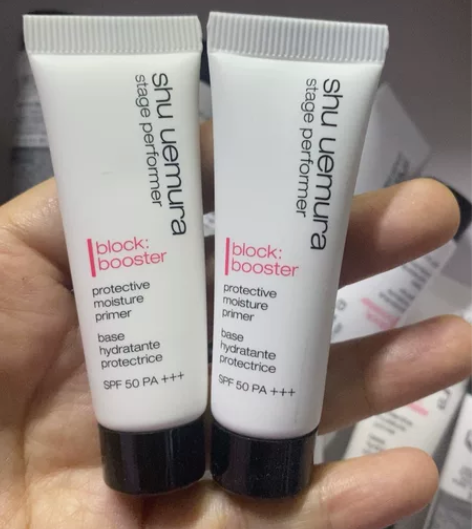 shu uemura
stage performer
block:
booster
protective
moisture
primer
base
hydratante
protectrice
SPF 50 PA +++
shu uemura
stage performer
block:
booster
protective
moisture
primer
base
hydratante
protectrice
SPF 50 PA +++